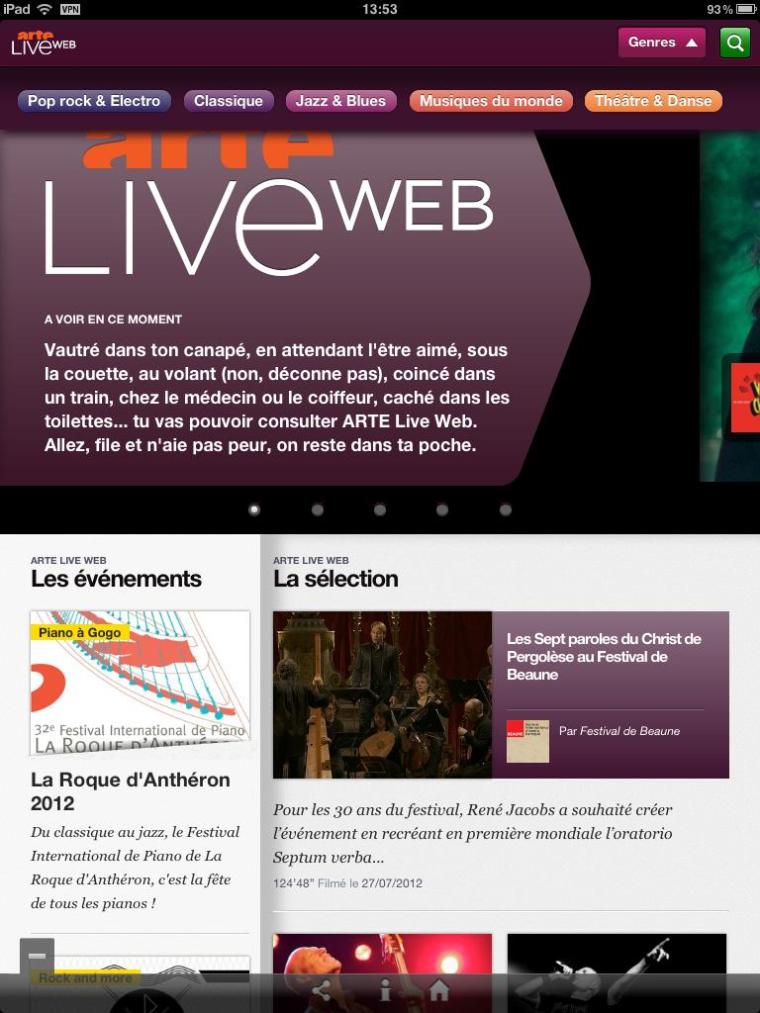 iPad VPN 13:53 93%
arte
LIVE WEB
Genres
Pop rock & Electro Classique Jazz & Blues Musiques du monde Théâtre & Danse
arte
LIVE WEB
A VOIR EN CE MOMENT
Vautré dans ton canapé, en attendant l'être aimé, sous
la couette, au volant (non, déconne pas), coincé dans
un train, chez le médecin ou le coiffeur, caché dans les
toilettes... tu vas pouvoir consulter ARTE Live Web.
Allez, file et n'aie pas peur, on reste dans ta poche.
ARTE LIVE WEB
Les événements
Piano à Gogo
32e Festival International de Piano
LA ROQUE D'ANTHÉRON
La Roque d'Anthéron
2012
Du classique au jazz, le Festival
International de Piano de La
Roque d'Anthéron, c'est la fête
de tous les pianos !
Rock and more
ARTE LIVE WEB
La sélection
Les Sept paroles du Christ de
Pergolèse au Festival de
Beaune
BEAUNE
Par Festival de Beaune
Pour les 30 ans du festival, René Jacobs a souhaité créer
l'événement en recréant en première mondiale l'oratorio
Septum verba...
124'48" Filmé le 27/07/2012